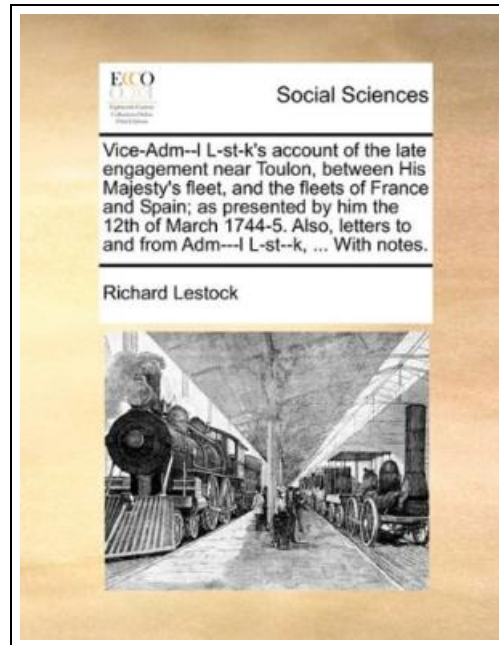 ECCO
Social Sciences
Vice-Adm--l L-st-k's account of the late
engagement near Toulon, between His
Majesty's fleet, and the fleets of France
and Spain; as presented by him the
12th of March 1744-5. Also, letters to
and from Adm---l L-st--k, ... With notes.
Richard Lestock